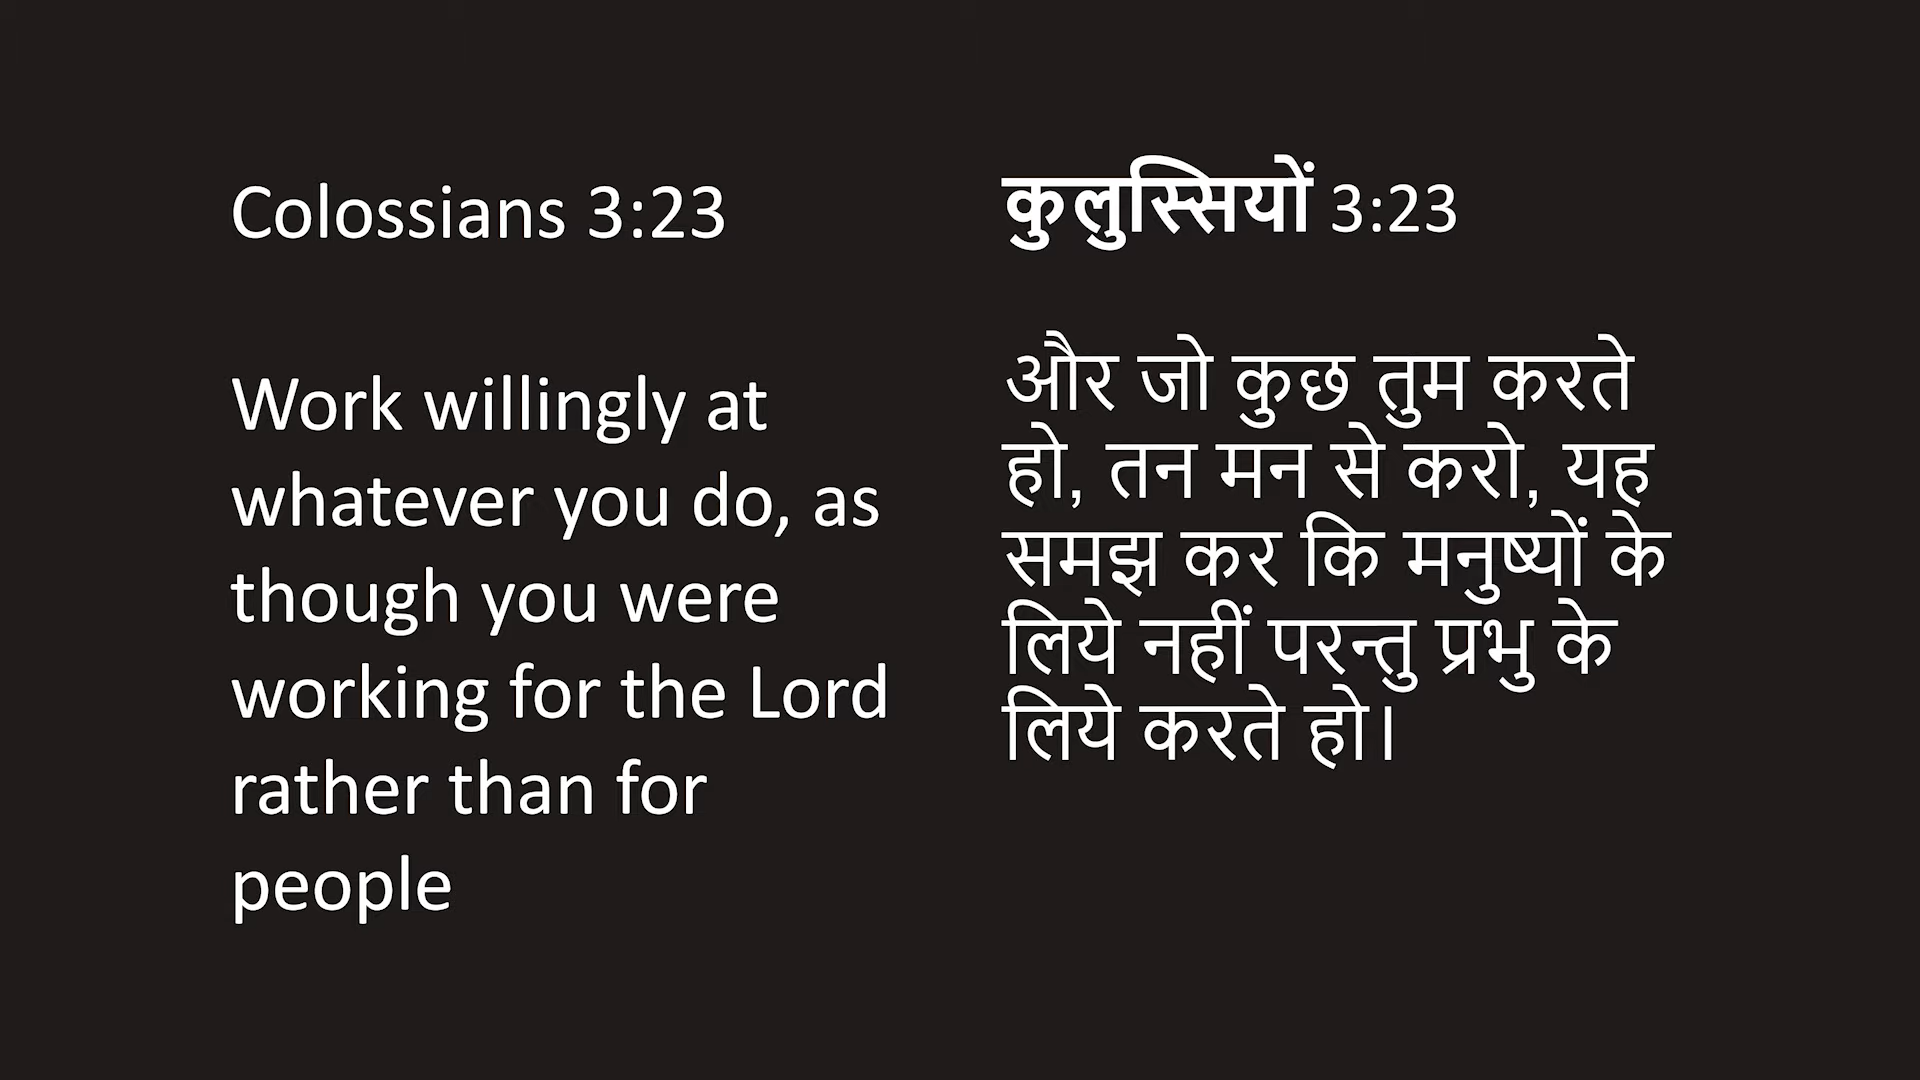 Colossians 3:23
Work willingly at
whatever you do, as
though you were
working for the Lord
rather than for
people
कुलुस्सियों 3:23
और जो कुछ तुम करते
हो, तन मन से करो, यह
समझ कर कि मनुष्यों के
लिये नहीं परन्तु प्रभु के
लिये करते हो।